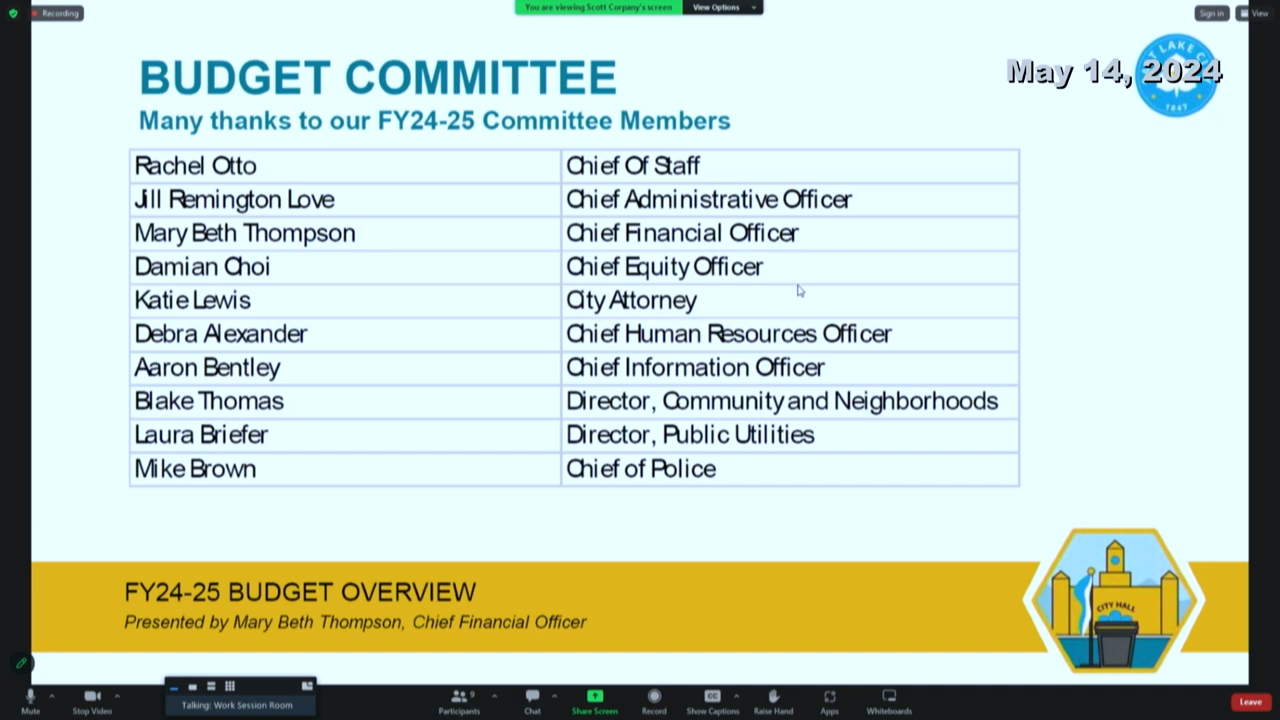 Recording
You are viewing Scott Corpany's screen
View Options
Sign in
View
BUDGET COMMITTEE
May 14, 2024
LAKE
1847
Many thanks to our FY24-25 Committee Members
Rachel Otto Chief Of Staff
Jill Remington Love Chief Administrative Officer
Mary Beth Thompson Chief Financial Officer
Damian Choi Chief Equity Officer
Katie Lewis City Attorney
Debra Alexander Chief Human Resources Officer
Aaron Bentley Chief Information Officer
Blake Thomas Director, Community and Neighborhoods
Laura Briefer Director, Public Utilities
Mike Brown Chief of Police
FY24-25 BUDGET OVERVIEW
Presented by Mary Beth Thompson, Chief Financial Officer
CITY HALL
Talking: Work Session Room
Mute
Stop Video
Participants 9
Chat
Share Screen
Record
CC
Show Captions
Raise Hand
Apps
Whiteboards
Leave